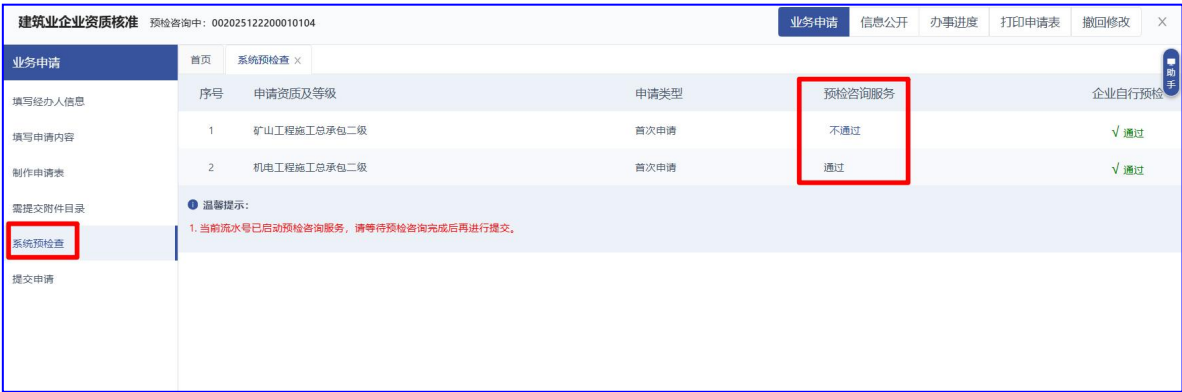 建筑业企业资质核准 预检咨询中：002025122200010104 业务申请 信息公开 办事进度 打印申请表 撤回修改 X
业务申请 首页 系统预检查 X
助手
序号 申请资质及等级 申请类型 预检咨询服务 企业自行预检
填写经办人信息
1 矿山工程施工总承包二级 首次申请 不通过 √ 通过
填写申请内容
2 机电工程施工总承包二级 首次申请 通过 √ 通过
制作申请表
需提交附件目录
温馨提示：
1. 当前流水号已启动预检咨询服务，请等待预检咨询完成后再进行提交。
系统预检查
提交申请